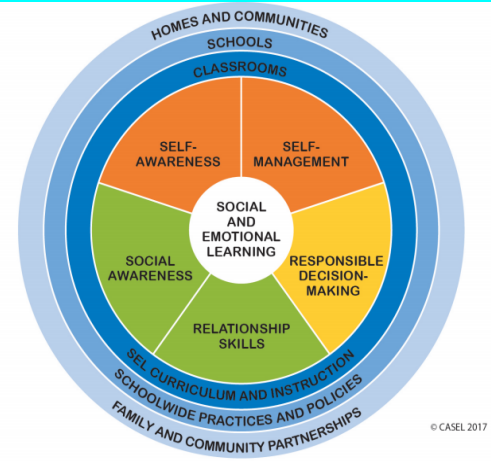 HOMES AND COMMUNITIES
SCHOOLS
CLASSROOMS
SELF-
AWARENESS
SELF-
MANAGEMENT
SOCIAL
AND
EMOTIONAL
LEARNING
SOCIAL
AWARENESS
RESPONSIBLE
DECISION-
MAKING
RELATIONSHIP
SKILLS
SEL CURRICULUM AND INSTRUCTION
SCHOOLWIDE PRACTICES AND POLICIES
FAMILY AND COMMUNITY PARTNERSHIPS
© CASEL 2017